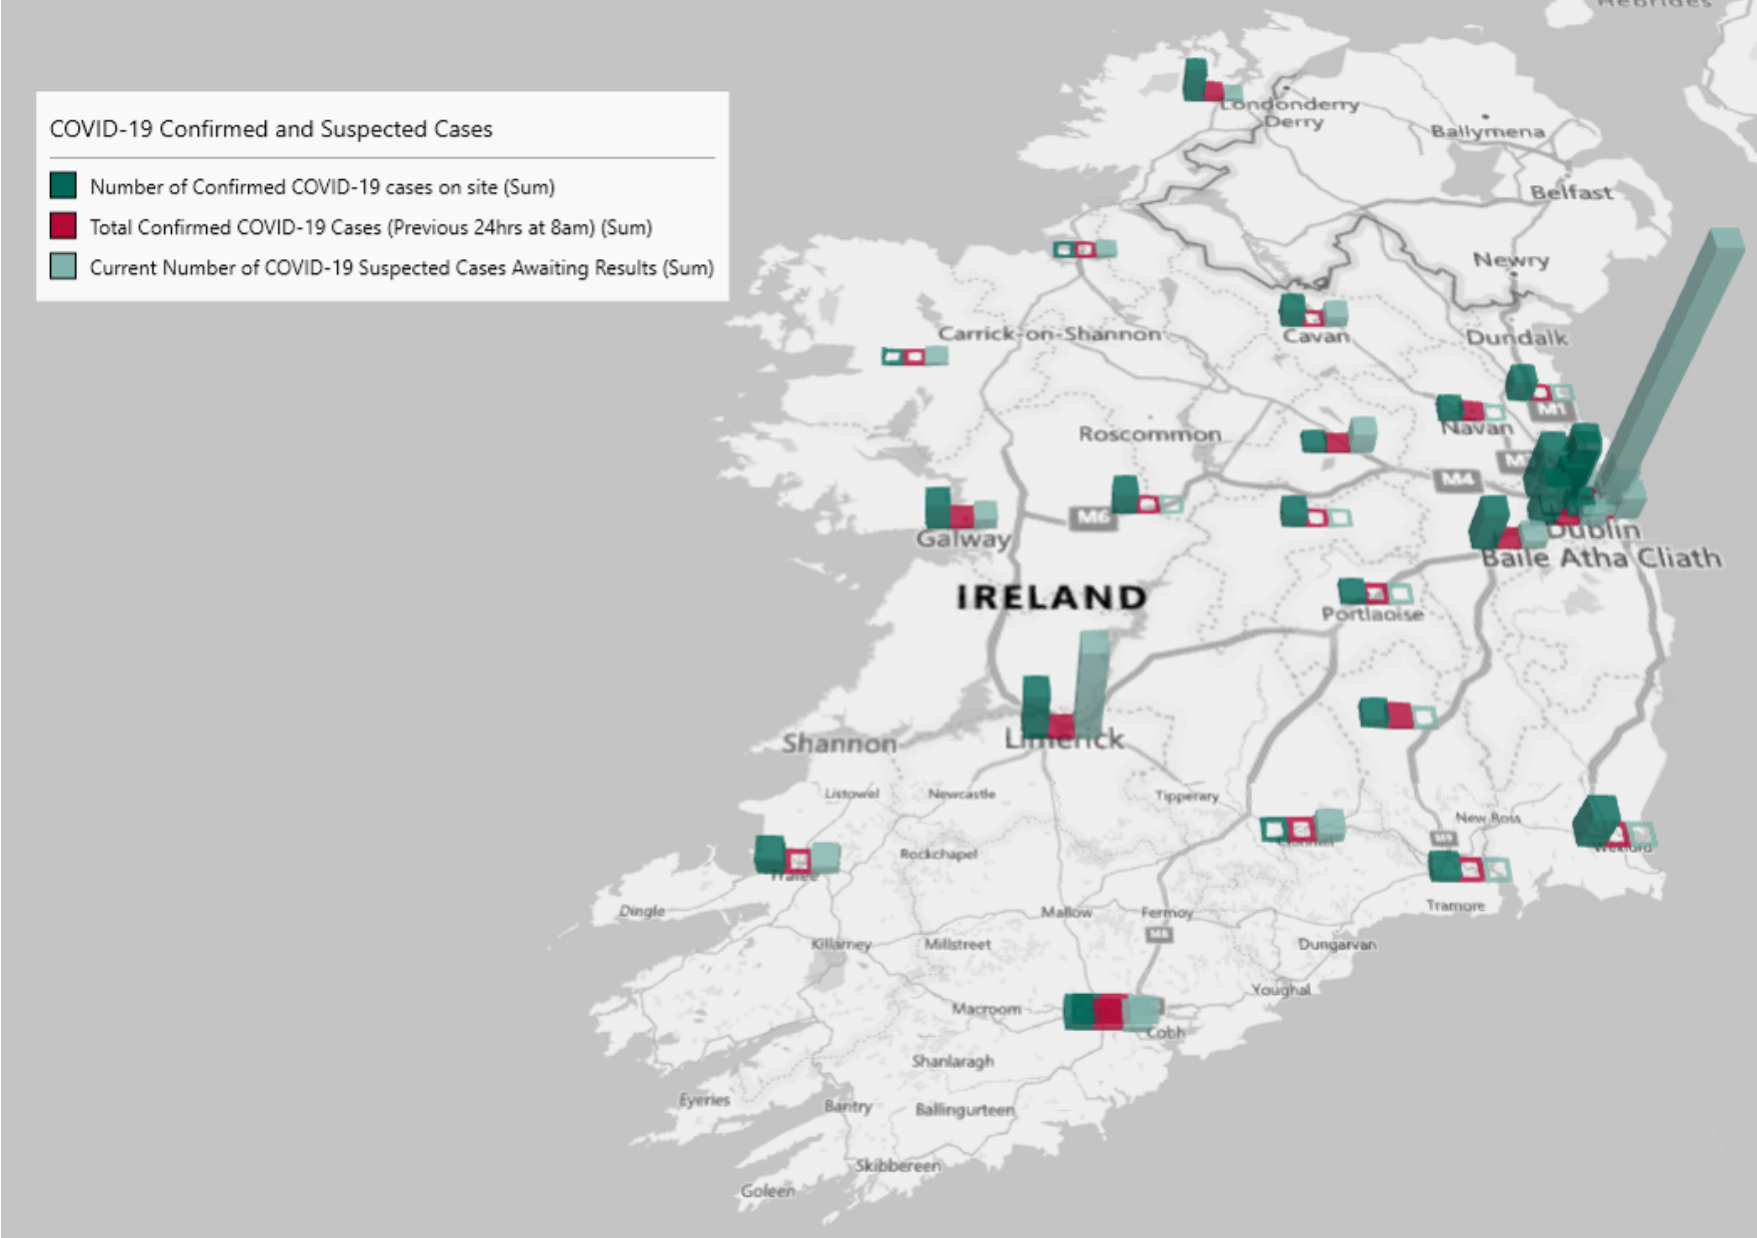 Hebrides
COVID-19 Confirmed and Suspected Cases
Number of Confirmed COVID-19 cases on site (Sum)
Total Confirmed COVID-19 Cases (Previous 24hrs at 8am) (Sum)
Current Number of COVID-19 Suspected Cases Awaiting Results (Sum)
Londonderry
Derry
Ballymena
Belfast
Newry
Carrick-on-Shannon
Cavan
Dundalk
M1
Navan
Roscommon
M4
M6
Galway
Dublin
Baile Atha Cliath
IRELAND
Portlaoise
Limerick
Shannon
Listowel
Newcastle
Tipperary
New Ross
M9
Wexford
Rockchapel
Tralee
Tramore
Dingle
Mallow
Fermoy
M8
Killarney
Millstreet
Dungarvan
Youghal
Macroom
Cobh
Shanlaragh
Eyeries
Bantry
Ballingurteen
Skibbereen
Goleen